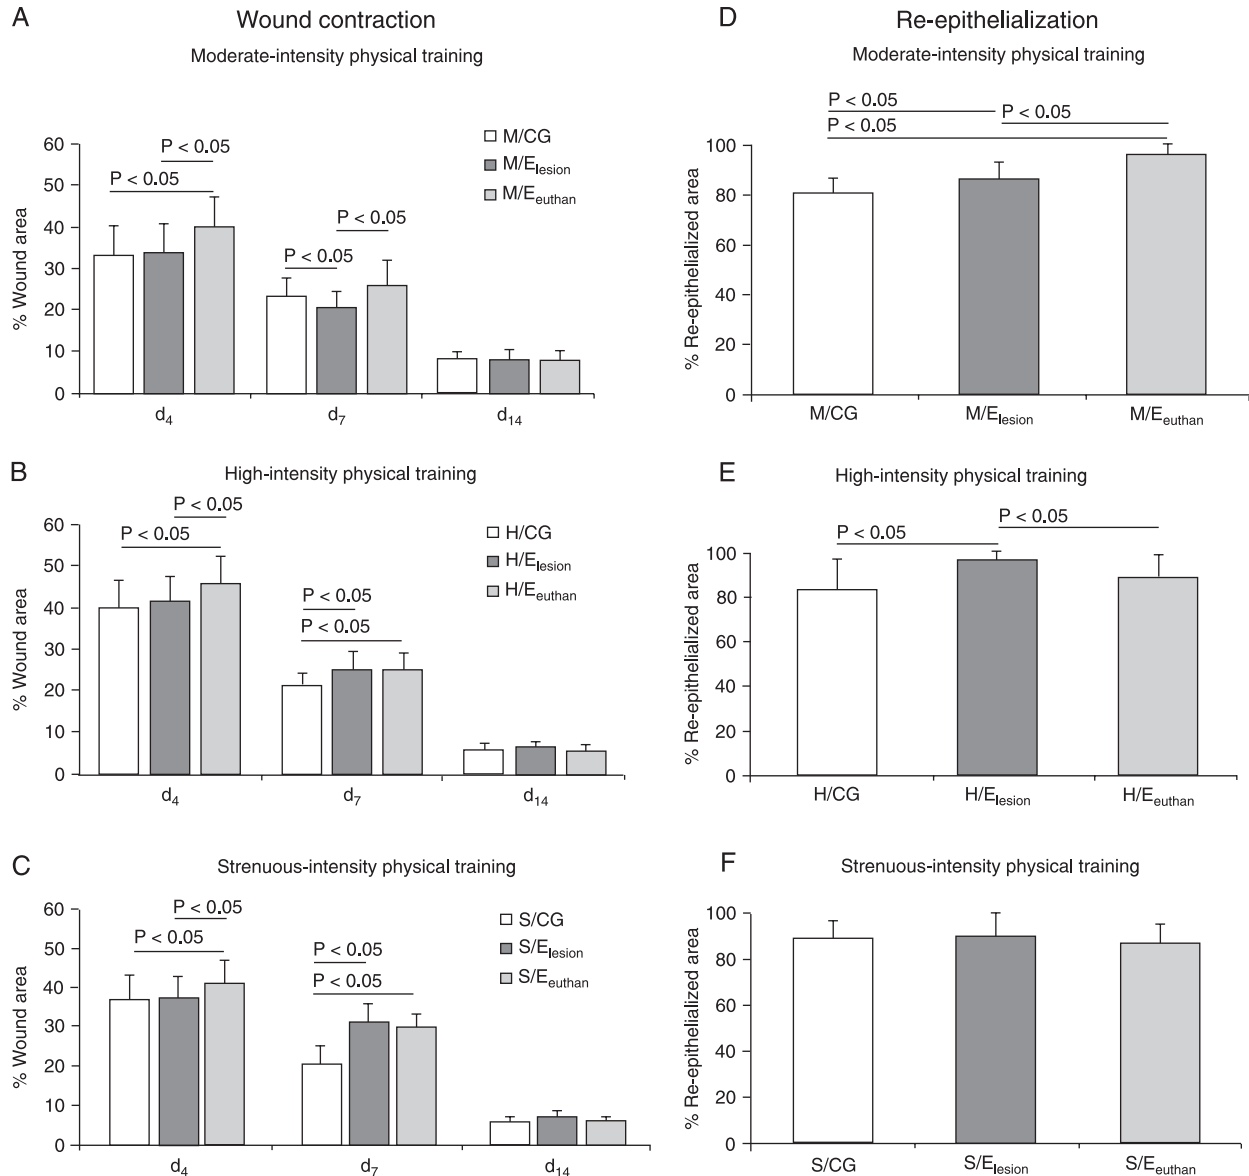 A
Wound contraction
Moderate-intensity physical training
% Wound area
60
50
40
30
20
10
0
P < 0.05
P < 0.05
P < 0.05
P < 0.05
M/CG
M/Elesion
M/Eeuthan
d4
d7
d14
D
Re-epithelialization
Moderate-intensity physical training
% Re-epithelialized area
P < 0.05
P < 0.05
P < 0.05
100
80
60
40
20
0
M/CG
M/Elesion
M/Eeuthan
B
High-intensity physical training
% Wound area
60
50
40
30
20
10
0
P < 0.05
P < 0.05
P < 0.05
P < 0.05
H/CG
H/Elesion
H/Eeuthan
d4
d7
d14
E
High-intensity physical training
% Re-epithelialized area
P < 0.05
P < 0.05
100
80
60
40
20
0
H/CG
H/Elesion
H/Eeuthan
C
Strenuous-intensity physical training
% Wound area
60
50
40
30
20
10
0
P < 0.05
P < 0.05
P < 0.05
P < 0.05
S/CG
S/Elesion
S/Eeuthan
d4
d7
d14
F
Strenuous-intensity physical training
% Re-epithelialized area
100
80
60
40
20
0
S/CG
S/Elesion
S/Eeuthan